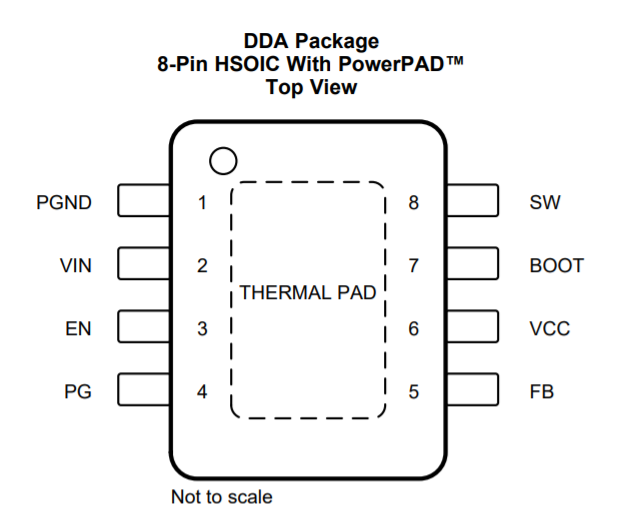 DDA Package
8-Pin HSOIC With PowerPAD™
Top View
PGND 1 8 SW
VIN 2 7 BOOT
THERMAL PAD
EN 3 6 VCC
PG 4 5 FB
Not to scale